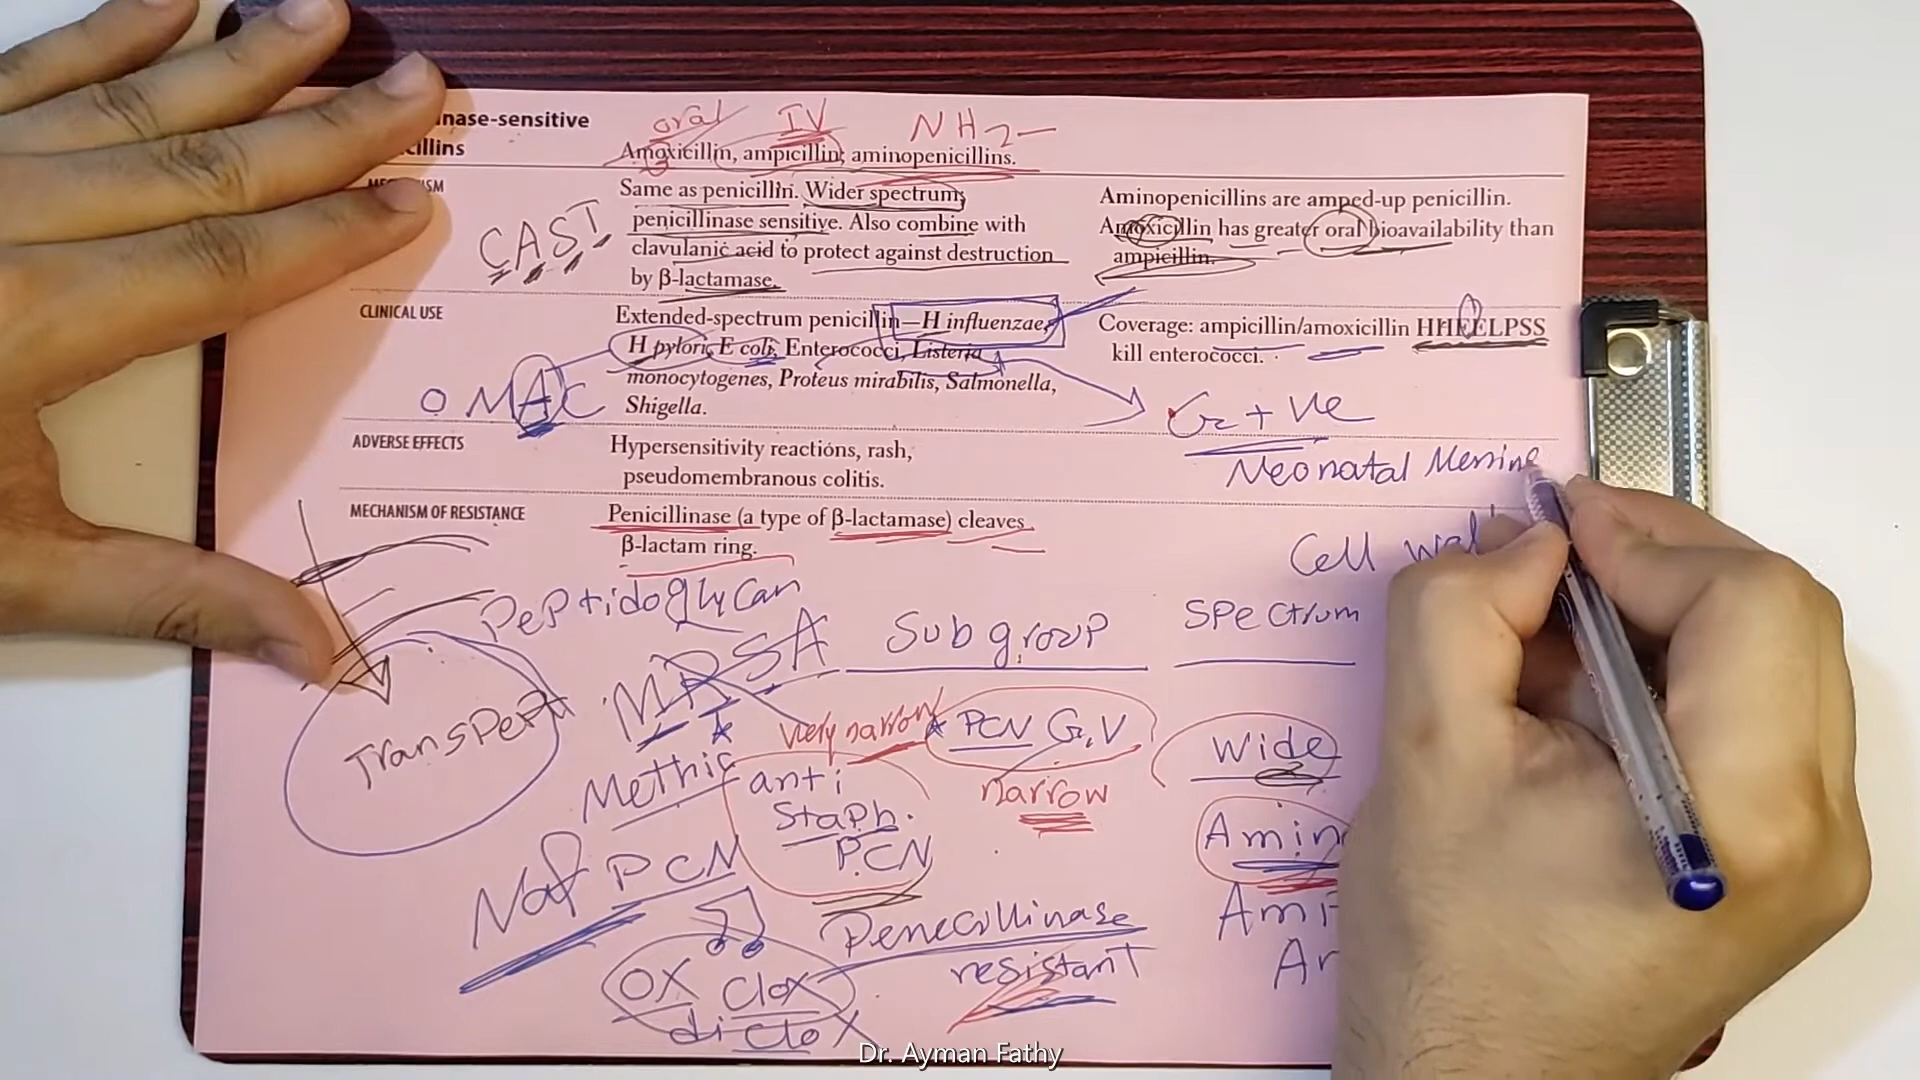 nase-sensitive
cillins
oral IV NH2-
Amoxicillin, ampicillin; aminopenicillins.
Same as penicillin. Wider spectrum;
penicillinase sensitive. Also combine with
clavulanic acid to protect against destruction
by β-lactamase.
Aminopenicillins are amped-up penicillin.
Amoxicillin has greater oral bioavailability than
ampicillin.
CAST
CLINICAL USE
Extended-spectrum penicillin—H influenzae,
H pylori, E coli, Enterococci, Listeria
monocytogenes, Proteus mirabilis, Salmonella,
Shigella.
Coverage: ampicillin/amoxicillin HHEELPSS
kill enterococci.
OMAC
Gr + ve
Neonatal Menin
ADVERSE EFFECTS
Hypersensitivity reactions, rash,
pseudomembranous colitis.
MECHANISM OF RESISTANCE
Penicillinase (a type of β-lactamase) cleaves
β-lactam ring.
Cell wal
Peptidoglycan
Subgroup
Spectrum
MRSA
Transpept
very narrow
PCN G,V
narrow
Wide
Methic
anti
Staph.
PCN
Amin
Naf PCN
Penecillinase
resistant
Amp
OX Clox
diclox
Dr. Ayman Fathy